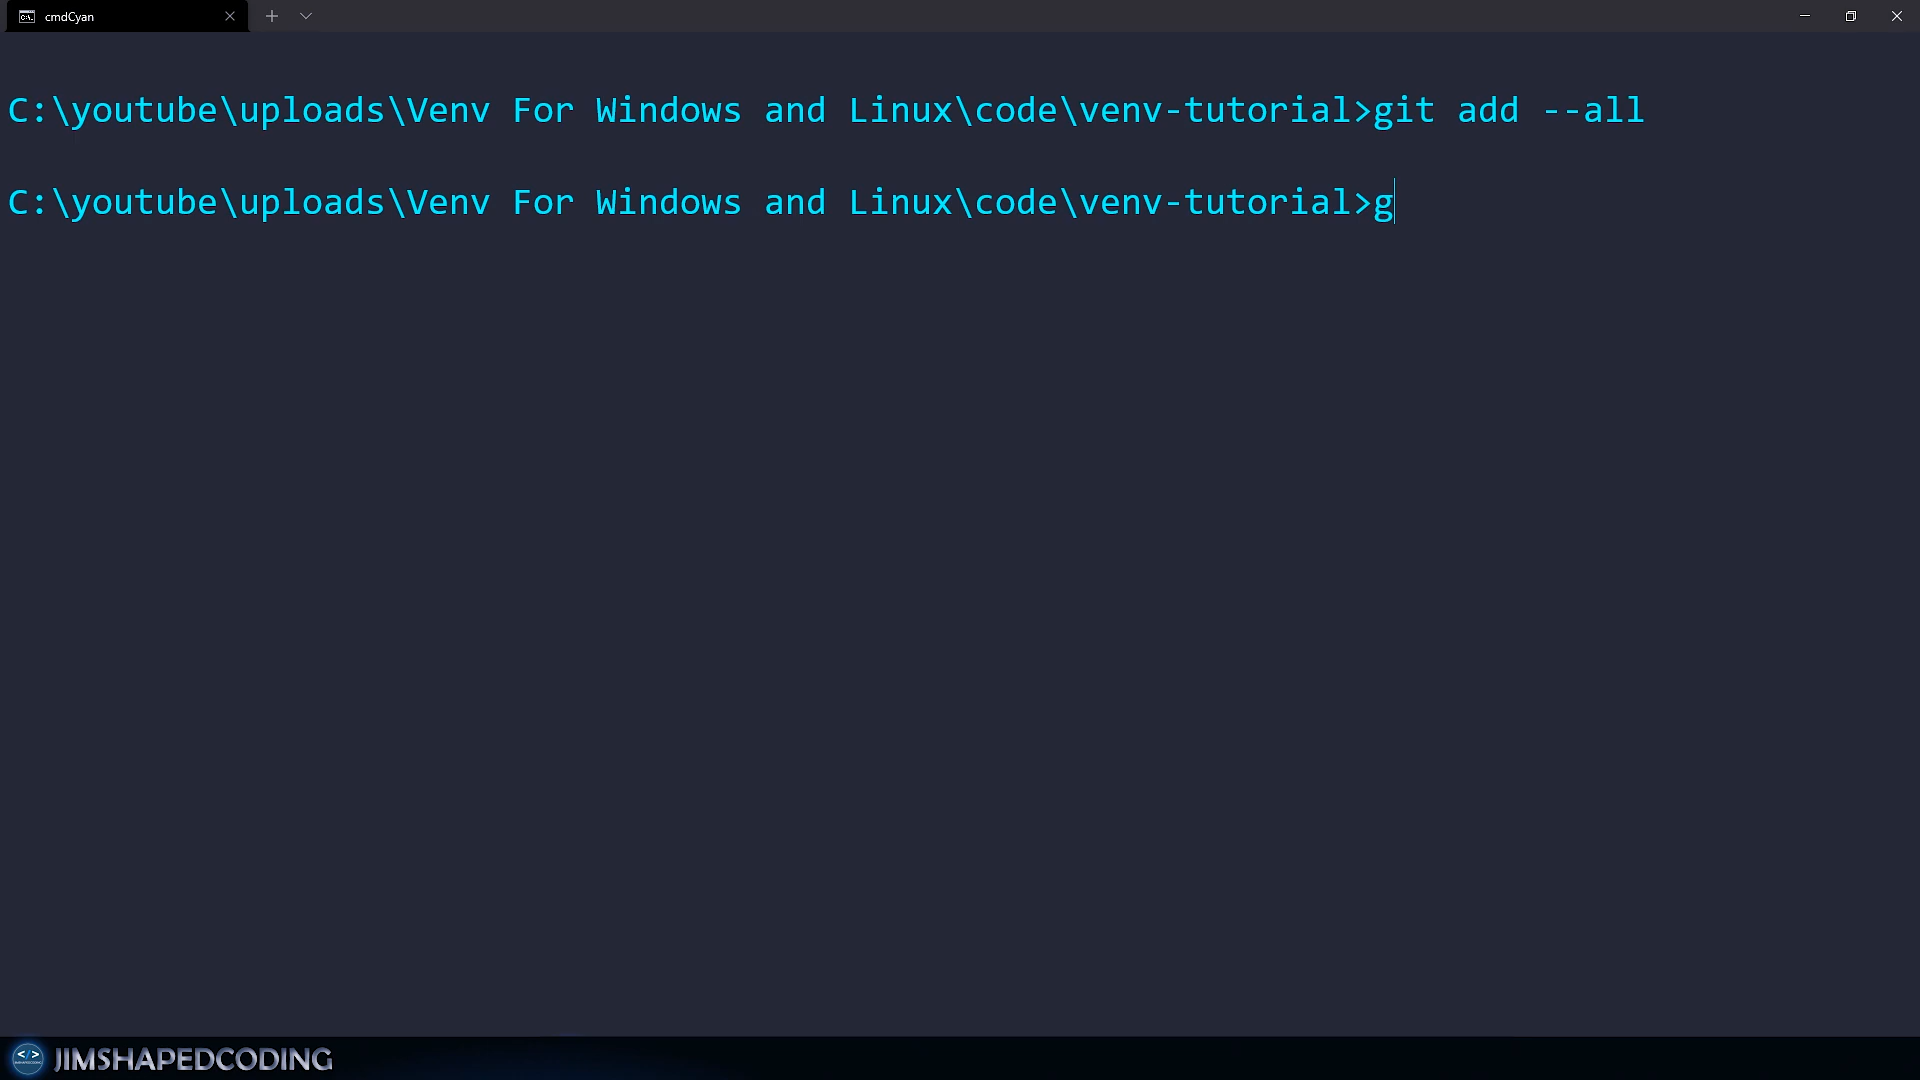 cmdCyan
C:\youtube\uploads\Venv For Windows and Linux\code\venv-tutorial>git add --all
C:\youtube\uploads\Venv For Windows and Linux\code\venv-tutorial>g
JIMSHAPEDCODING